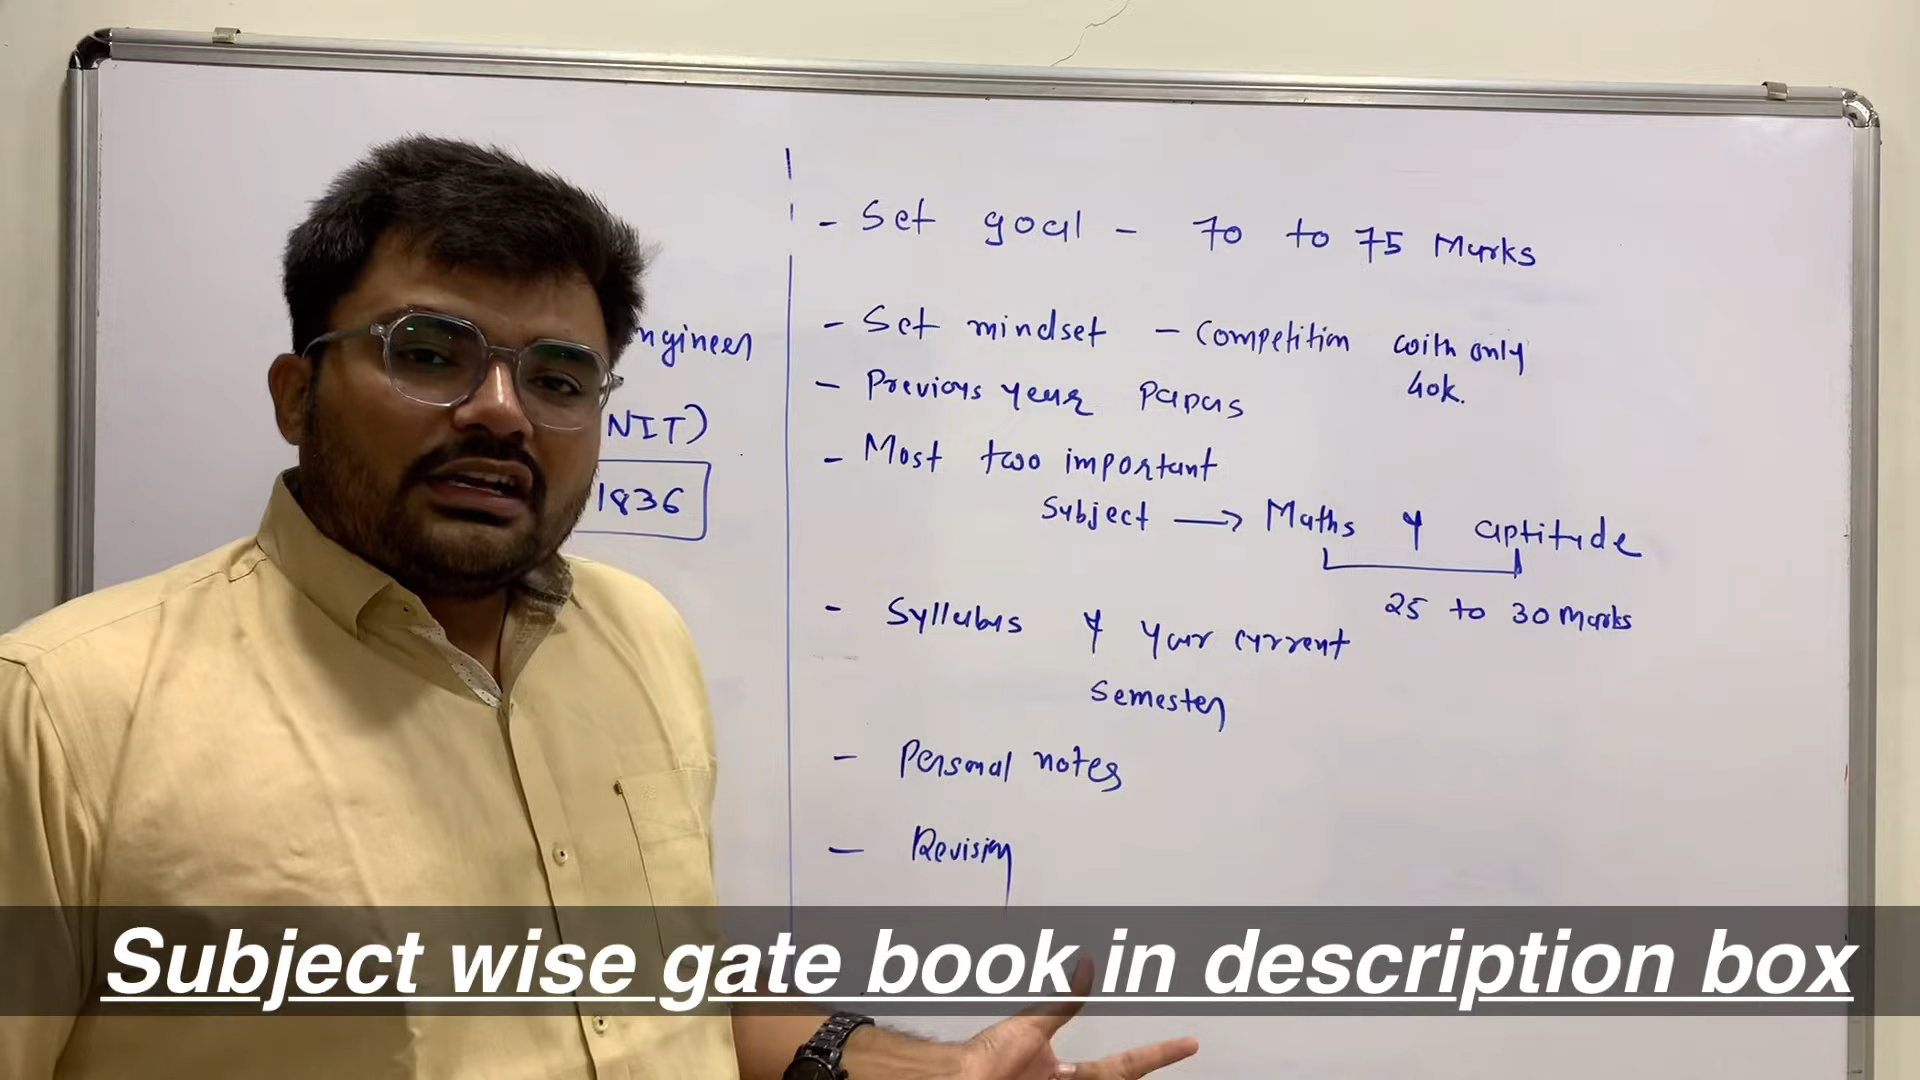 ngineer
NIT)
1836
- Set goal - 70 to 75 Marks
- Set mindset - Competition with only
40k.
- Previous year papers
- Most two important
Subject → Maths & aptitude
25 to 30 marks
- Syllabus & your current
semester
- Personal notes
- Revision
Subject wise gate book in description box